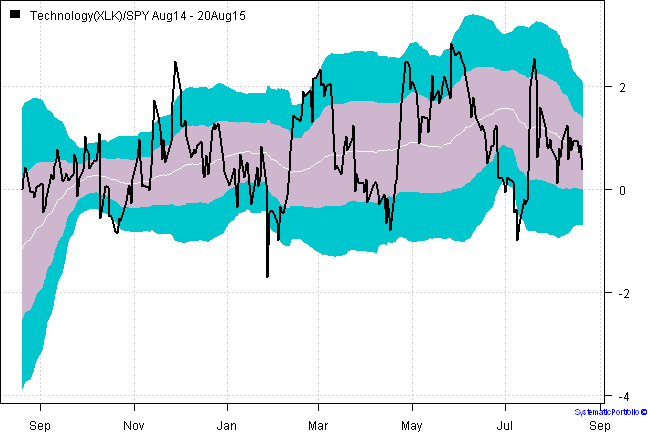 Technology(XLK)/SPY Aug14 - 20Aug15
2
0
-2
-4
Sep Nov Jan Mar May Jul Sep
SystematicPortfolio ©